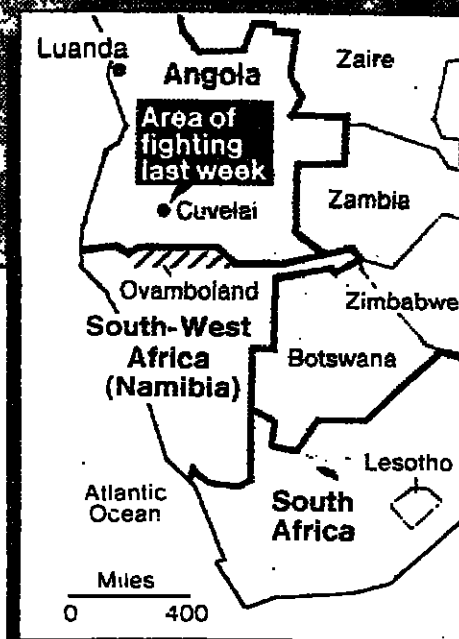 Luanda
Angola
Zaire
Area of
fighting
last week
Cuvelai
Zambia
Ovamboland
Zimbabwe
South-West
Africa
(Namibia)
Botswana
Lesotho
Atlantic
Ocean
South
Africa
Miles
0 400